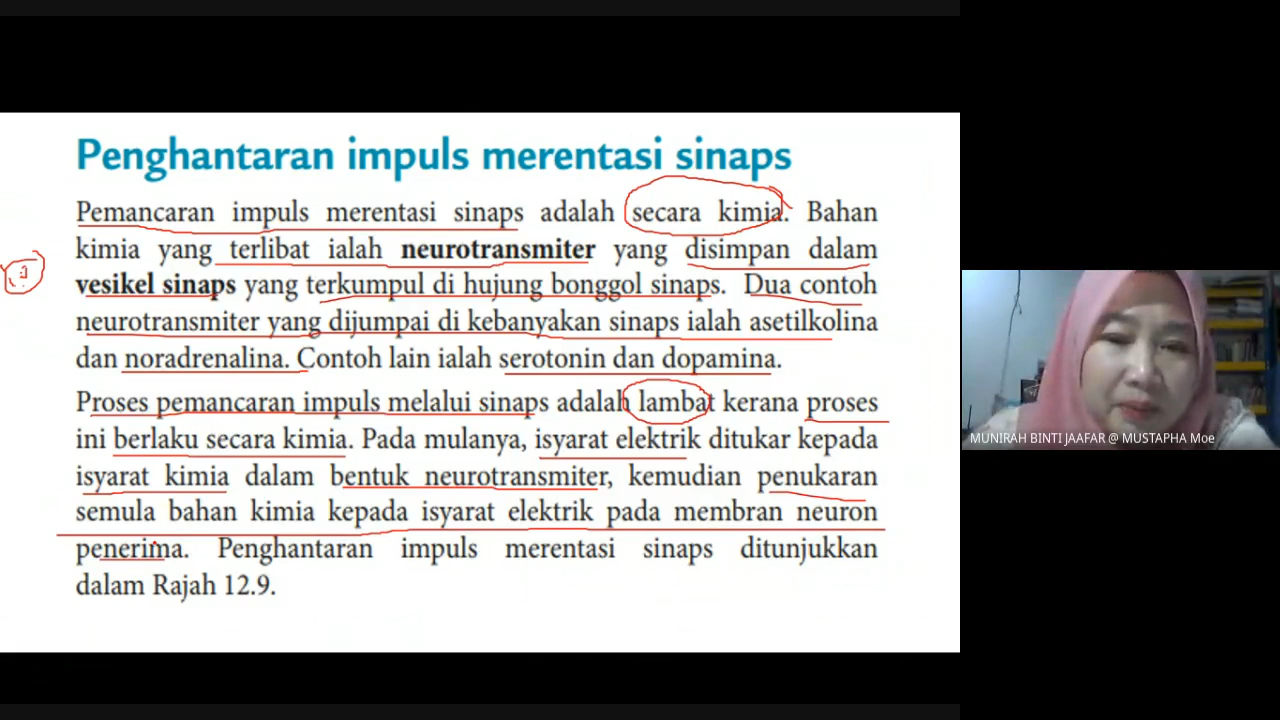 Penghantaran impuls merentasi sinaps
Pemancaran impuls merentasi sinaps adalah secara kimia. Bahan
kimia yang terlibat ialah neurotransmiter yang disimpan dalam
vesikel sinaps yang terkumpul di hujung bonggol sinaps. Dua contoh
neurotransmiter yang dijumpai di kebanyakan sinaps ialah asetilkolina
dan noradrenalina. Contoh lain ialah serotonin dan dopamina.
Proses pemancaran impuls melalui sinaps adalah lambat kerana proses
ini berlaku secara kimia. Pada mulanya, isyarat elektrik ditukar kepada
isyarat kimia dalam bentuk neurotransmiter, kemudian penukaran
semula bahan kimia kepada isyarat elektrik pada membran neuron
penerima. Penghantaran impuls merentasi sinaps ditunjukkan
dalam Rajah 12.9.
MUNIRAH BINTI JAAFAR @ MUSTAPHA Moe